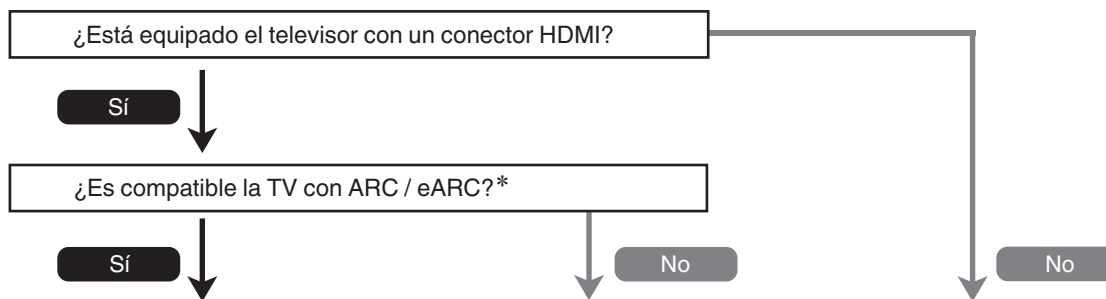 ¿Está equipado el televisor con un conector HDMI?
Sí
¿Es compatible la TV con ARC / eARC?*
Sí
No
No